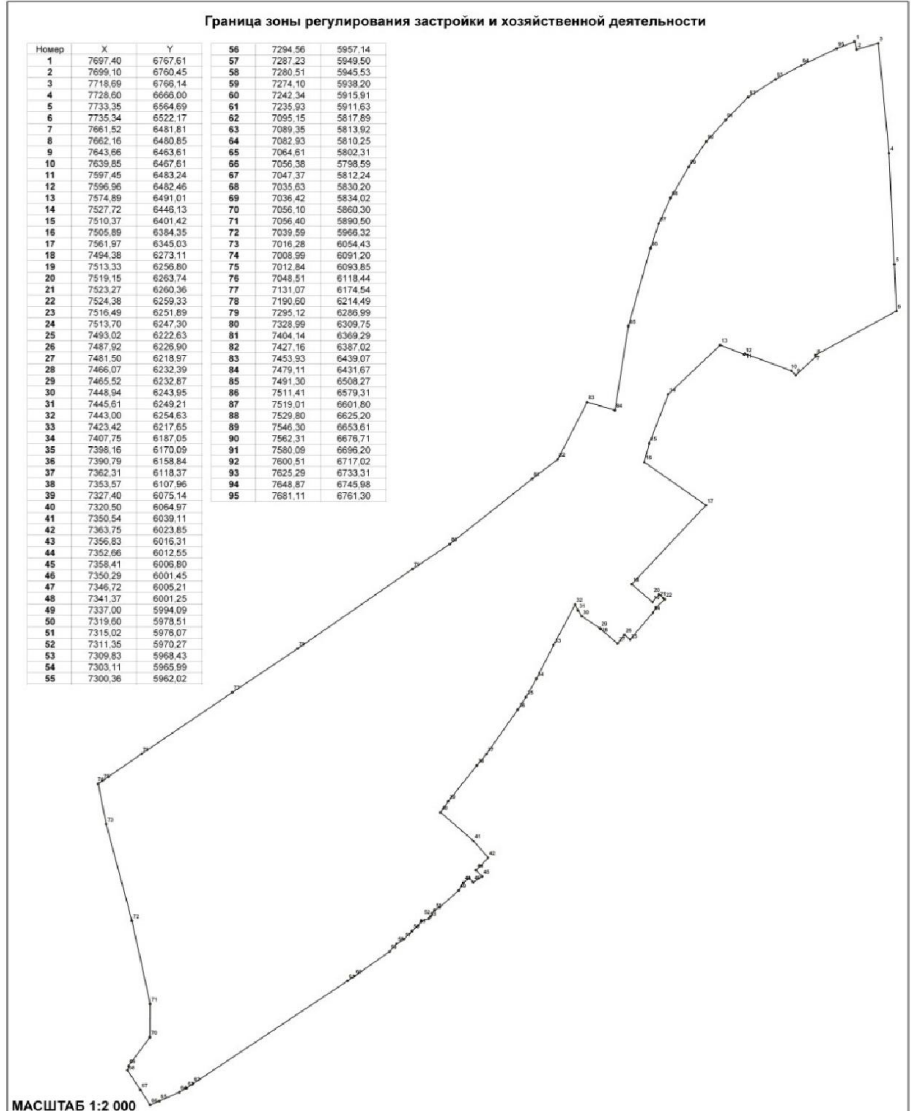 Граница зоны регулирования застройки и хозяйственной деятельности
Номер X Y
1 7697,40 6767,61
2 7699,10 6760,45
3 7718,69 6766,14
4 7728,60 6666,00
5 7733,35 6564,69
6 7735,34 6522,17
7 7661,52 6481,81
8 7662,16 6480,85
9 7643,66 6463,61
10 7639,85 6467,61
11 7597,45 6483,24
12 7596,96 6482,46
13 7574,89 6491,01
14 7527,72 6446,13
15 7510,37 6401,42
16 7505,89 6384,35
17 7561,97 6345,03
18 7494,38 6273,11
19 7513,33 6256,80
20 7519,15 6263,74
21 7523,27 6260,36
22 7524,38 6259,33
23 7516,49 6251,89
24 7513,70 6247,30
25 7493,02 6222,63
26 7487,92 6226,90
27 7481,50 6218,97
28 7466,07 6232,39
29 7465,52 6232,87
30 7448,94 6243,95
31 7445,61 6249,21
32 7443,00 6254,63
33 7423,42 6217,65
34 7407,75 6187,05
35 7398,16 6170,09
36 7390,79 6158,84
37 7362,31 6118,37
38 7353,57 6107,96
39 7327,40 6075,14
40 7320,50 6064,97
41 7350,54 6039,11
42 7363,75 6023,85
43 7356,83 6016,31
44 7352,66 6012,55
45 7358,41 6006,80
46 7350,29 6001,45
47 7346,72 6005,21
48 7341,37 6001,25
49 7337,00 5994,09
50 7319,60 5978,51
51 7315,02 5976,07
52 7311,35 5970,27
53 7309,83 5968,43
54 7303,11 5965,99
55 7300,36 5962,02
56 7294,56 5957,14
57 7287,23 5949,50
58 7280,51 5945,53
59 7274,10 5938,20
60 7242,34 5915,91
61 7235,93 5911,63
62 7095,15 5817,89
63 7089,35 5813,92
64 7082,93 5810,25
65 7064,61 5802,31
66 7056,38 5798,59
67 7047,37 5812,24
68 7035,63 5830,20
69 7036,42 5834,02
70 7056,10 5860,30
71 7056,40 5890,50
72 7039,59 5966,32
73 7016,28 6054,43
74 7008,99 6091,20
75 7012,84 6093,85
76 7048,51 6118,44
77 7131,07 6174,54
78 7190,60 6214,49
79 7295,12 6286,99
80 7328,99 6309,75
81 7404,14 6369,29
82 7427,16 6387,02
83 7453,93 6439,07
84 7479,11 6431,67
85 7491,30 6508,27
86 7511,41 6579,31
87 7519,01 6601,80
88 7529,80 6625,20
89 7546,30 6653,61
90 7562,31 6676,71
91 7580,09 6696,20
92 7600,51 6717,02
93 7625,29 6733,31
94 7648,87 6745,98
95 7681,11 6761,30
МАСШТАБ 1:2 000